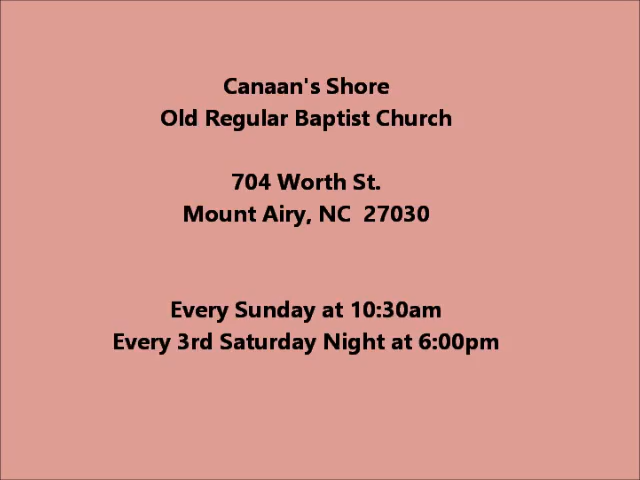 Canaan's Shore
Old Regular Baptist Church
704 Worth St.
Mount Airy, NC  27030
Every Sunday at 10:30am
Every 3rd Saturday Night at 6:00pm